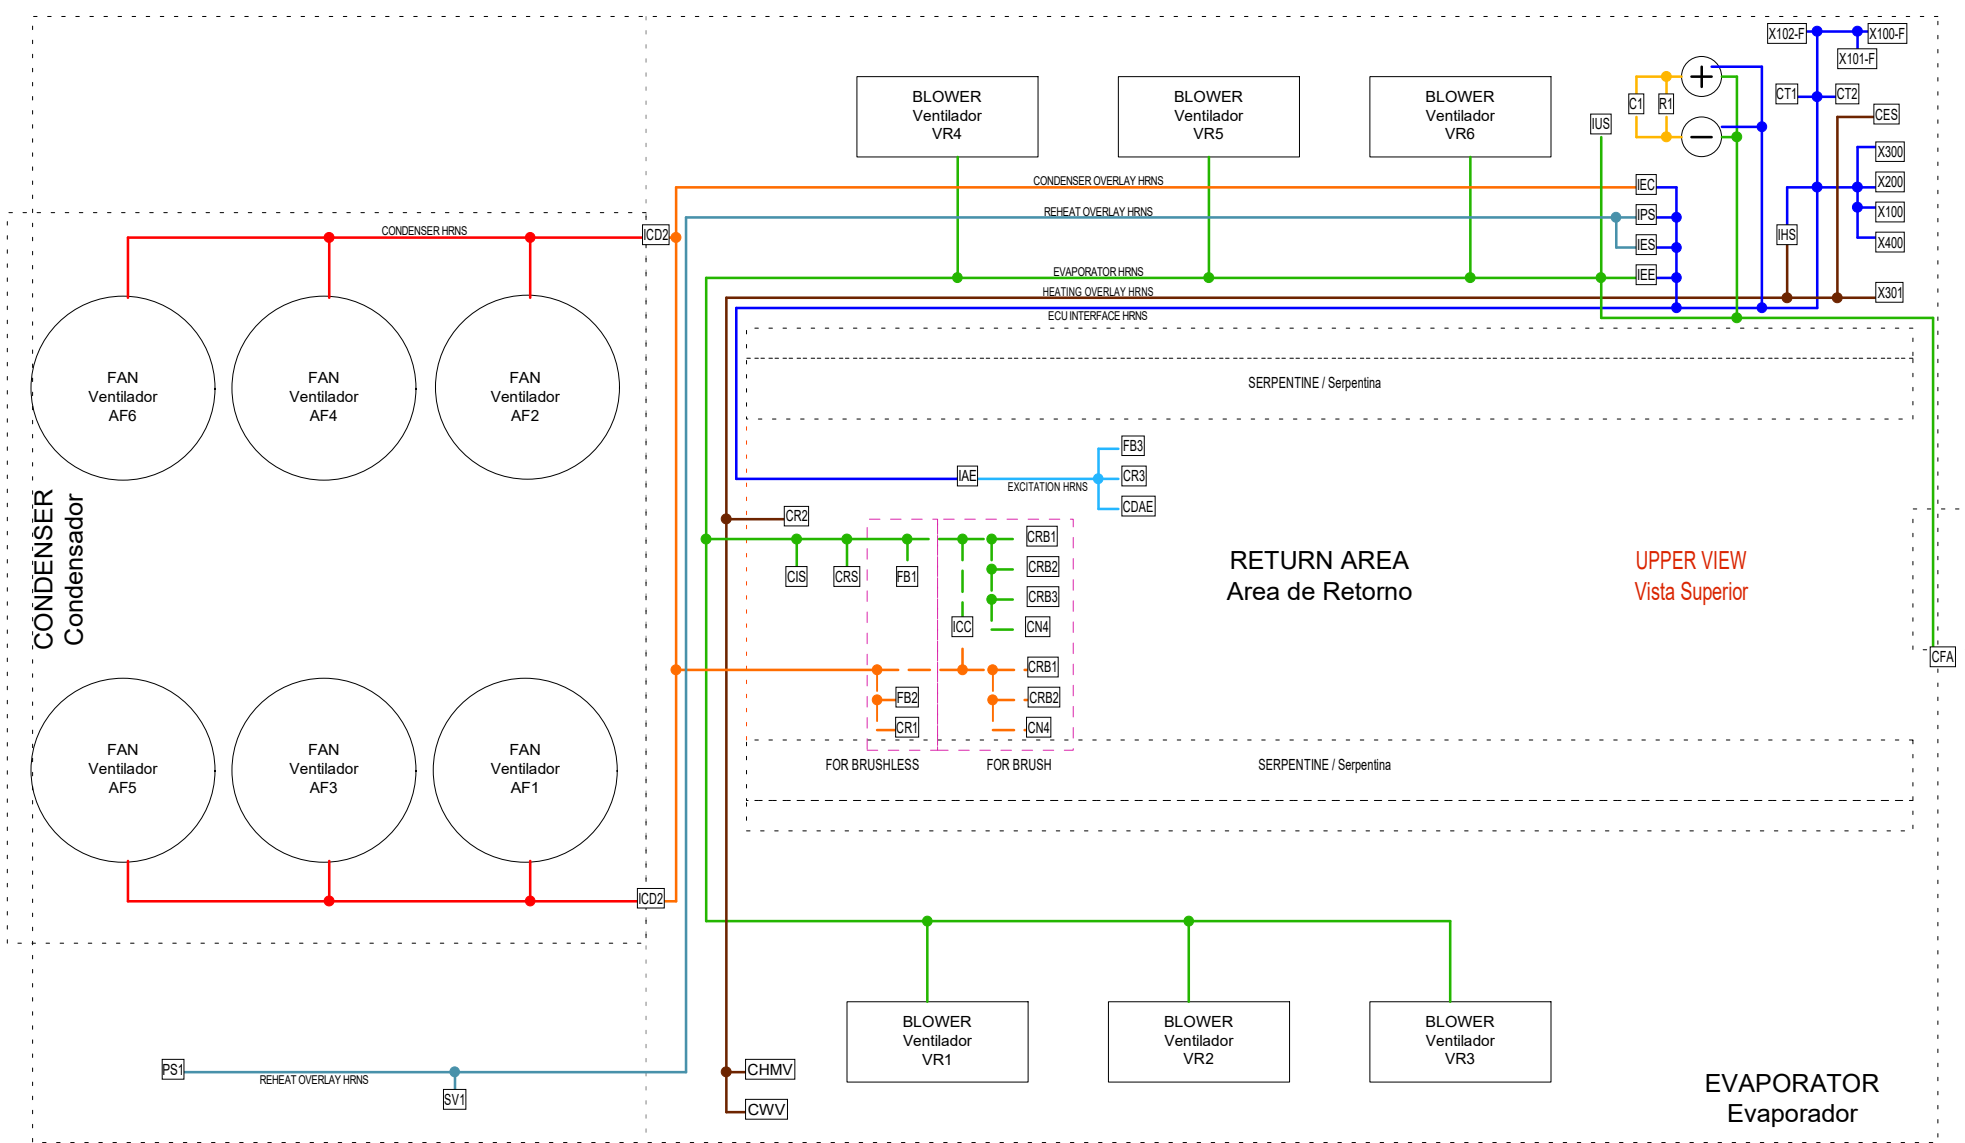 X102-F
X100-F
X101-F
BLOWER
Ventilador
VR4
BLOWER
Ventilador
VR5
BLOWER
Ventilador
VR6
C1
R1
+
−
CT1
CT2
CES
IUS
X300
X200
X100
X400
IHS
X301
CONDENSER OVERLAY HRNS
IEC
REHEAT OVERLAY HRNS
IPS
IES
EVAPORATOR HRNS
IEE
HEATING OVERLAY HRNS
ECU INTERFACE HRNS
CONDENSER HRNS
ICD2
FAN
Ventilador
AF6
FAN
Ventilador
AF4
FAN
Ventilador
AF2
SERPENTINE / Serpentina
CONDENSER
Condensador
IAE
EXCITATION HRNS
FB3
CR3
CDAE
CR2
CIS
CRS
FB1
ICC
CRB1
CRB2
CRB3
CN4
CRB1
CRB2
CN4
FB2
CR1
FOR BRUSHLESS
FOR BRUSH
RETURN AREA
Area de Retorno
UPPER VIEW
Vista Superior
CFA
SERPENTINE / Serpentina
FAN
Ventilador
AF5
FAN
Ventilador
AF3
FAN
Ventilador
AF1
ICD2
BLOWER
Ventilador
VR1
BLOWER
Ventilador
VR2
BLOWER
Ventilador
VR3
PS1
REHEAT OVERLAY HRNS
SV1
CHMV
CWV
EVAPORATOR
Evaporador